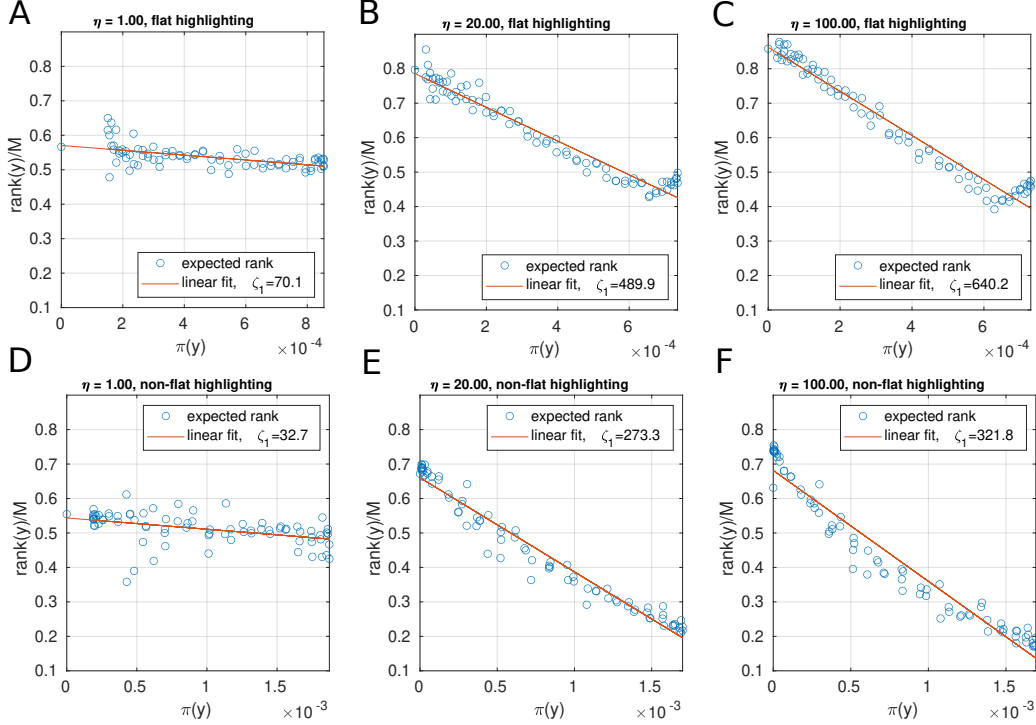 A
η = 1.00, flat highlighting
rank(y)/M
0.8
0.7
0.6
0.5
0.4
0.3
0.2
0.1
expected rank
linear fit, ζ1=70.1
0 2 4 6 8
π(y) ×10-4
B
η = 20.00, flat highlighting
rank(y)/M
0.8
0.7
0.6
0.5
0.4
0.3
0.2
0.1
expected rank
linear fit, ζ1=489.9
0 2 4 6
π(y) ×10-4
C
η = 100.00, flat highlighting
rank(y)/M
0.8
0.7
0.6
0.5
0.4
0.3
0.2
0.1
expected rank
linear fit, ζ1=640.2
0 2 4 6
π(y) ×10-4
D
η = 1.00, non-flat highlighting
expected rank
linear fit, ζ1=32.7
rank(y)/M
0.8
0.7
0.6
0.5
0.4
0.3
0.2
0.1
0 0.5 1 1.5
π(y) ×10-3
E
η = 20.00, non-flat highlighting
expected rank
linear fit, ζ1=273.3
rank(y)/M
0.8
0.7
0.6
0.5
0.4
0.3
0.2
0.1
0 0.5 1 1.5
π(y) ×10-3
F
η = 100.00, non-flat highlighting
expected rank
linear fit, ζ1=321.8
rank(y)/M
0.8
0.7
0.6
0.5
0.4
0.3
0.2
0.1
0 0.5 1 1.5
π(y) ×10-3